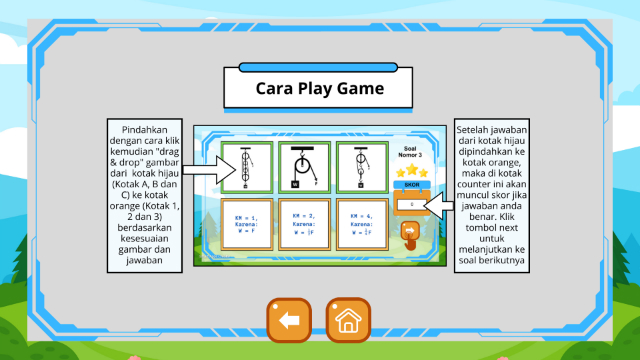 Cara Play Game
Pindahkan
dengan cara klik
kemudian "drag
& drop" gambar
dari kotak hijau
(Kotak A, B dan
C) ke kotak
orange (Kotak 1,
2 dan 3)
berdasarkan
kesesuaian
gambar dan
jawaban
Soal
Nomor 3
SKOR
0
KM = 1,
Karena:
W = F
KM = 2,
Karena:
KM = 4,
Karena:
Setelah jawaban
dari kotak hijau
dipindahkan ke
kotak orange,
maka di kotak
counter ini akan
muncul skor jika
jawaban anda
benar. Klik
tombol next
untuk
melanjutkan ke
soal berikutnya